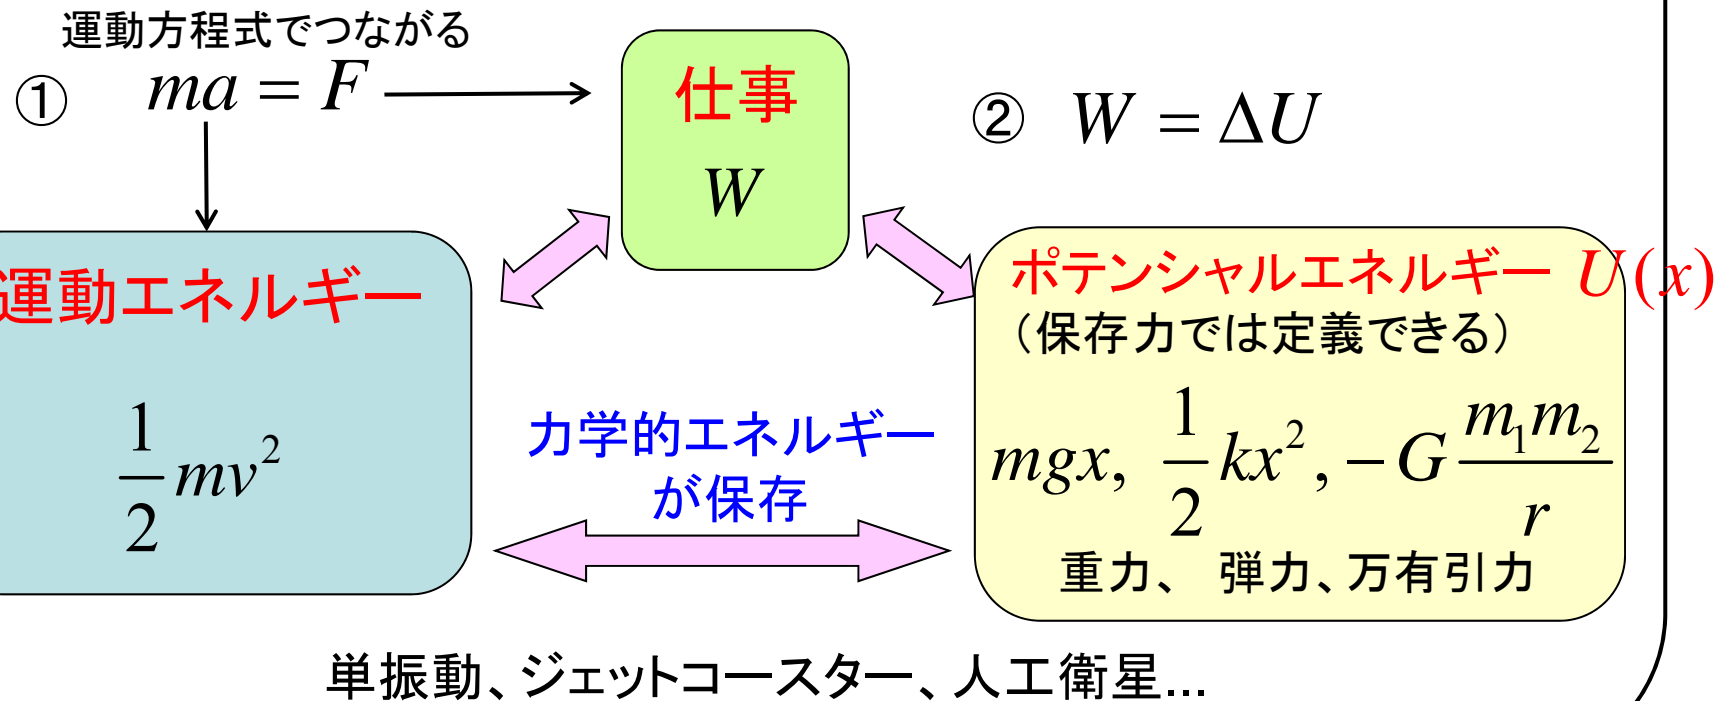 運動方程式でつながる
① ma = F
仕事
W
② W = ΔU
運動エネルギー
1/2 mv²
ポテンシャルエネルギー U(x)
（保存力では定義できる）
mgx, 1/2 kx², −G m₁m₂/r
重力、 弾力、万有引力
力学的エネルギー
が保存
単振動、ジェットコースター、人工衛星...